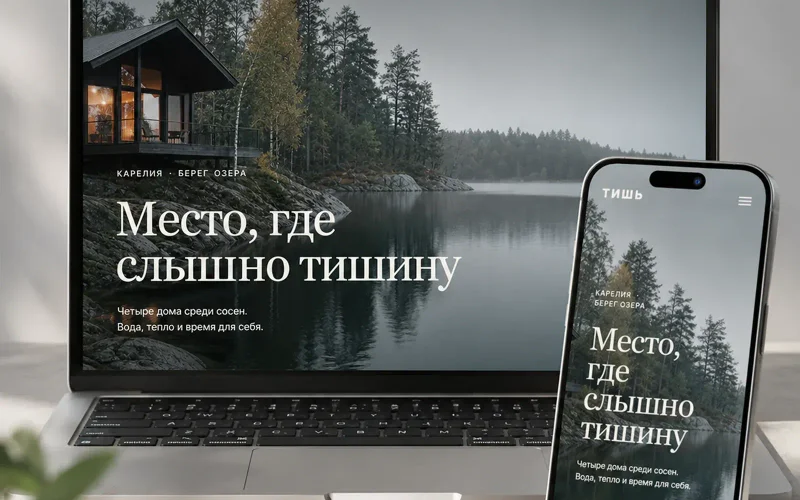 КАРЕЛИЯ · БЕРЕГ ОЗЕРА
Место, где
слышно тишину
Четыре дома среди сосен.
Вода, тепло и время для себя.
ТИШЬ
КАРЕЛИЯ
БЕРЕГ ОЗЕРА
Место,
где
слышно
тишину
Четыре дома среди сосен.
Вода, тепло и время для себя.